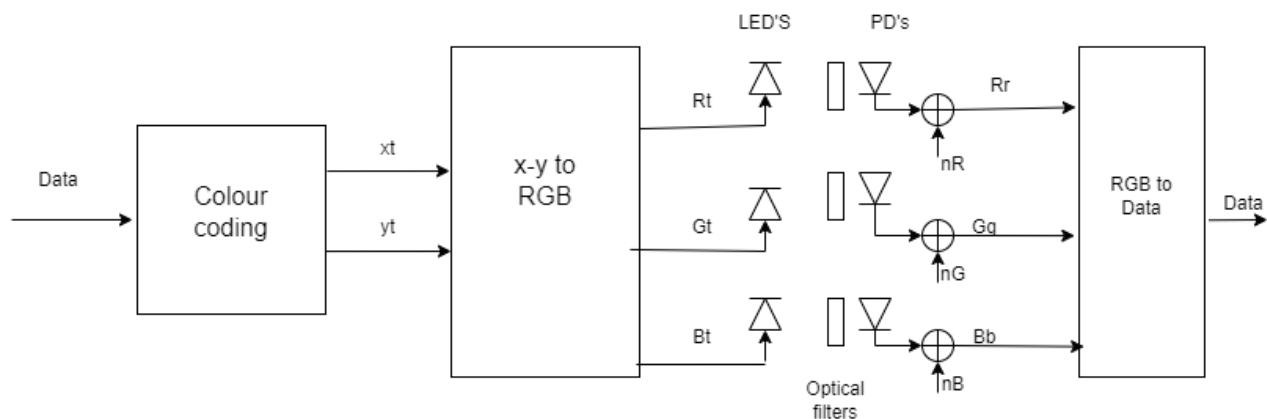 LED'S
PD's
Data
Colour
coding
xt
yt
x-y to
RGB
Rt
Gt
Bt
Optical
filters
nR
nG
nB
Rr
Gg
Bb
RGB to
Data
Data